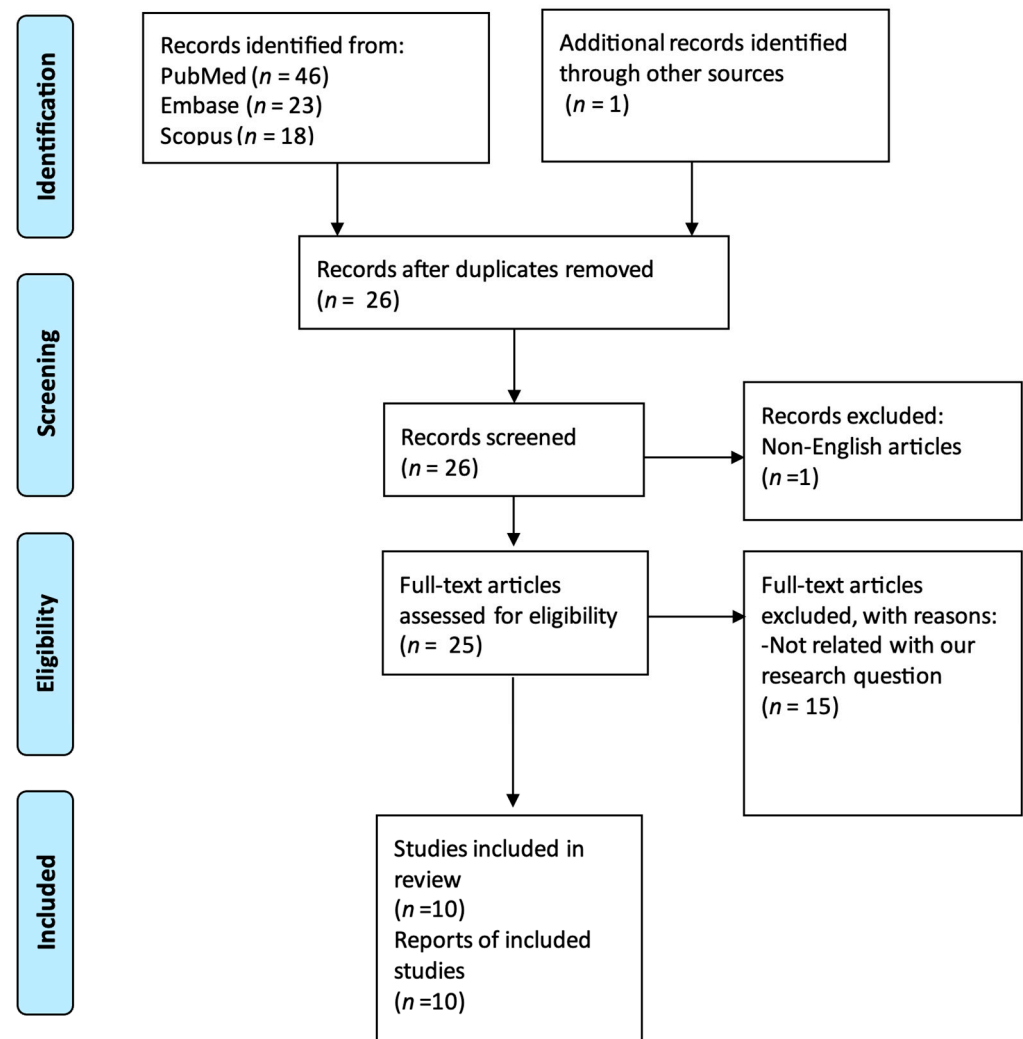 Identification
Records identified from:
PubMed (n = 46)
Embase (n = 23)
Scopus (n = 18)
Additional records identified
through other sources
(n = 1)
Records after duplicates removed
(n = 26)
Screening
Records screened
(n = 26)
Records excluded:
Non-English articles
(n =1)
Eligibility
Full-text articles
assessed for eligibility
(n = 25)
Full-text articles
excluded, with reasons:
-Not related with our
research question
(n = 15)
Included
Studies included in
review
(n =10)
Reports of included
studies
(n =10)